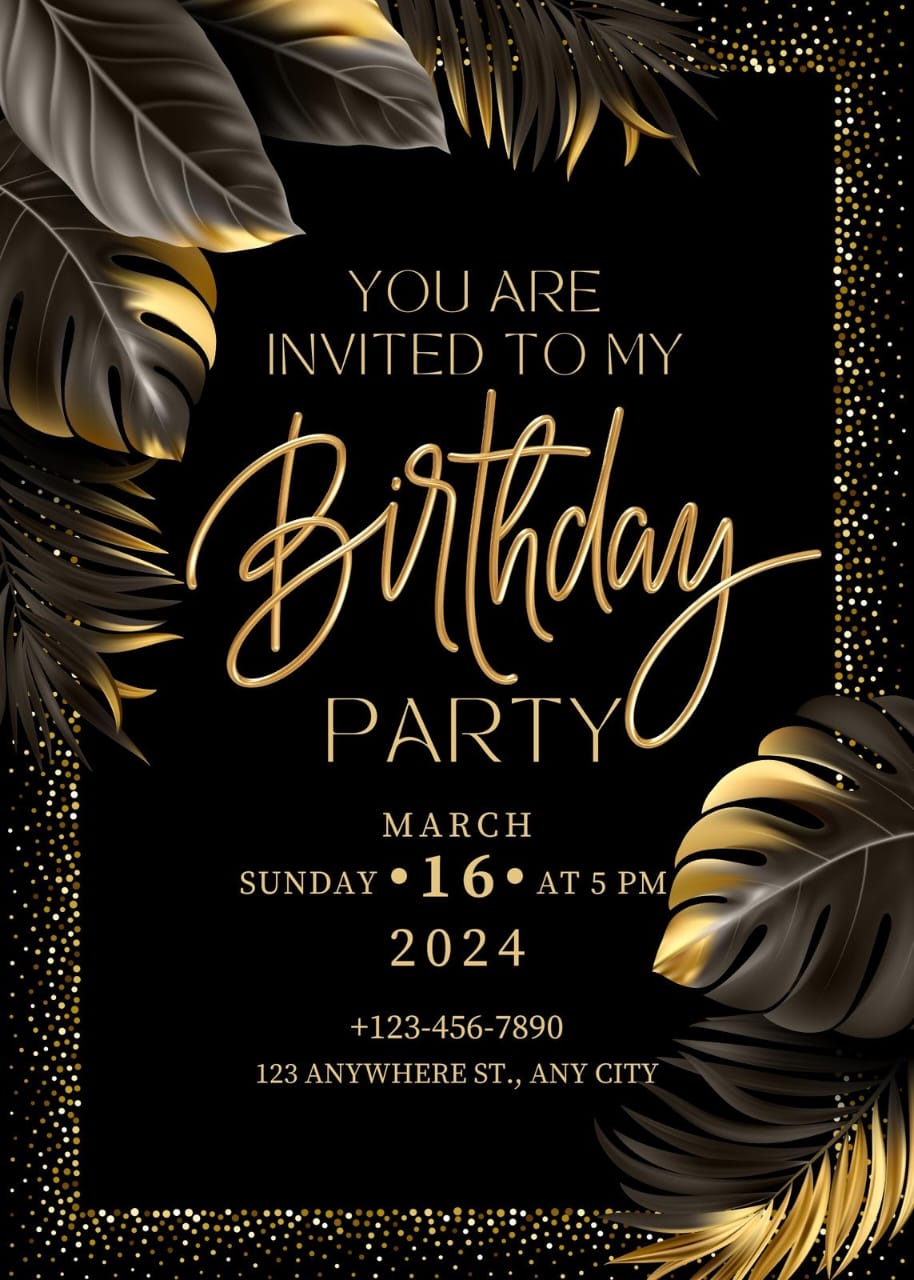 YOU ARE
INVITED TO MY
Birthday
PARTY
MARCH
SUNDAY •16• AT 5 PM
2024
+123-456-7890
123 ANYWHERE ST., ANY CITY